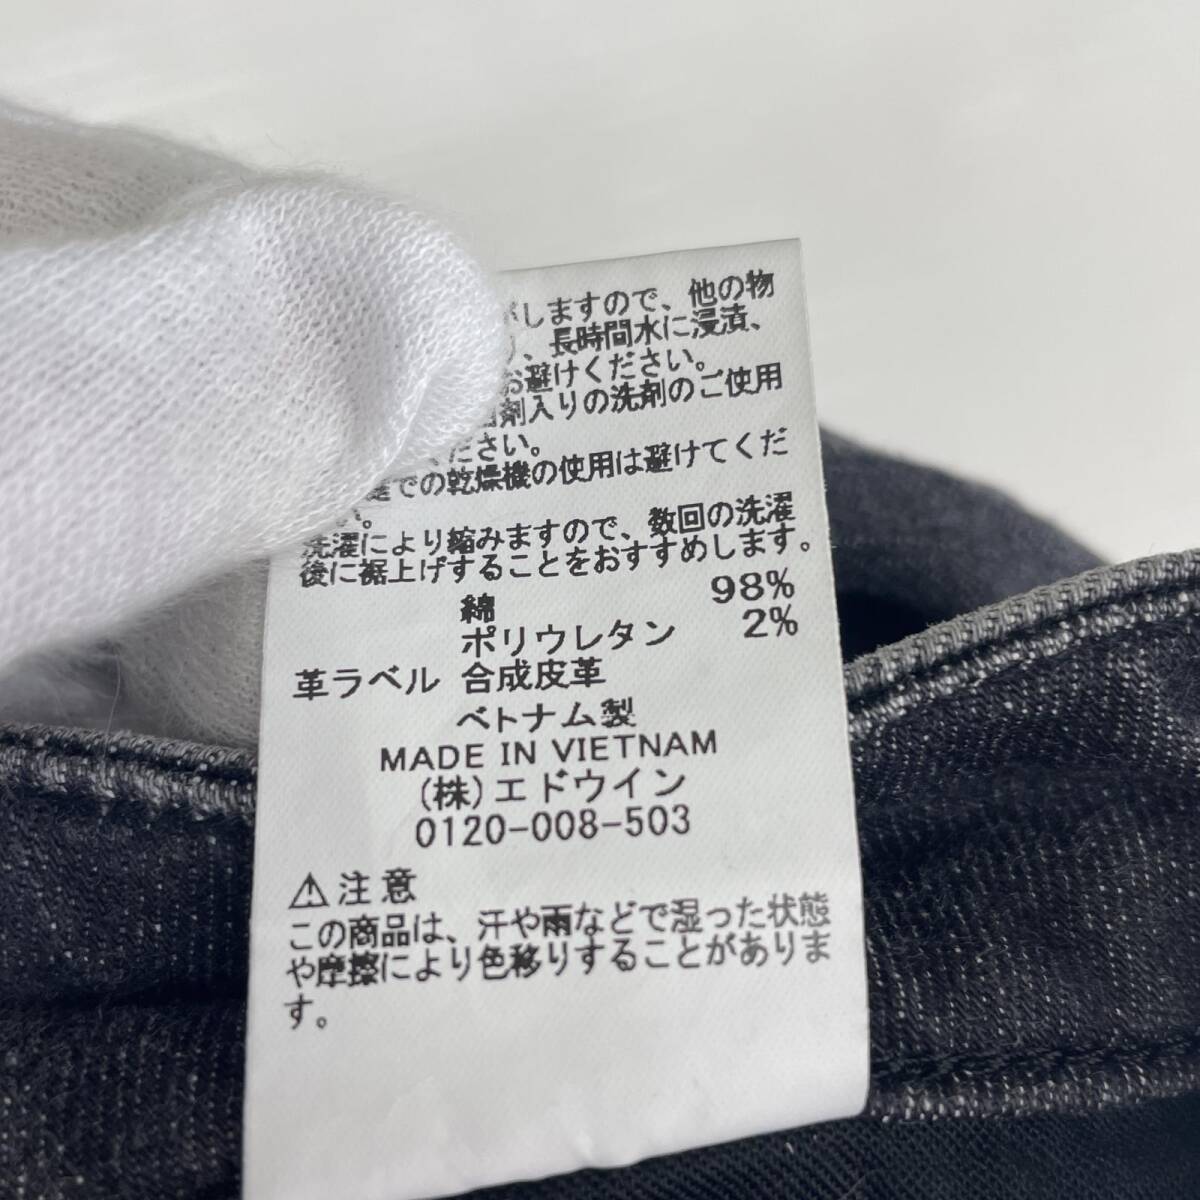 がしますので、他の物
り、長時間水に浸漬、
お避けください。
剤入りの洗剤のご使用
ください。
での乾燥機の使用は避けてくだ
い。
洗濯により縮みますので、数回の洗濯
後に裾上げすることをおすすめします。
綿 98%
ポリウレタン 2%
革ラベル 合成皮革
ベトナム製
MADE IN VIETNAM
(株)エドウイン
0120-008-503
⚠注意
この商品は、汗や雨などで湿った状態
や摩擦により色移りすることがありま
す。